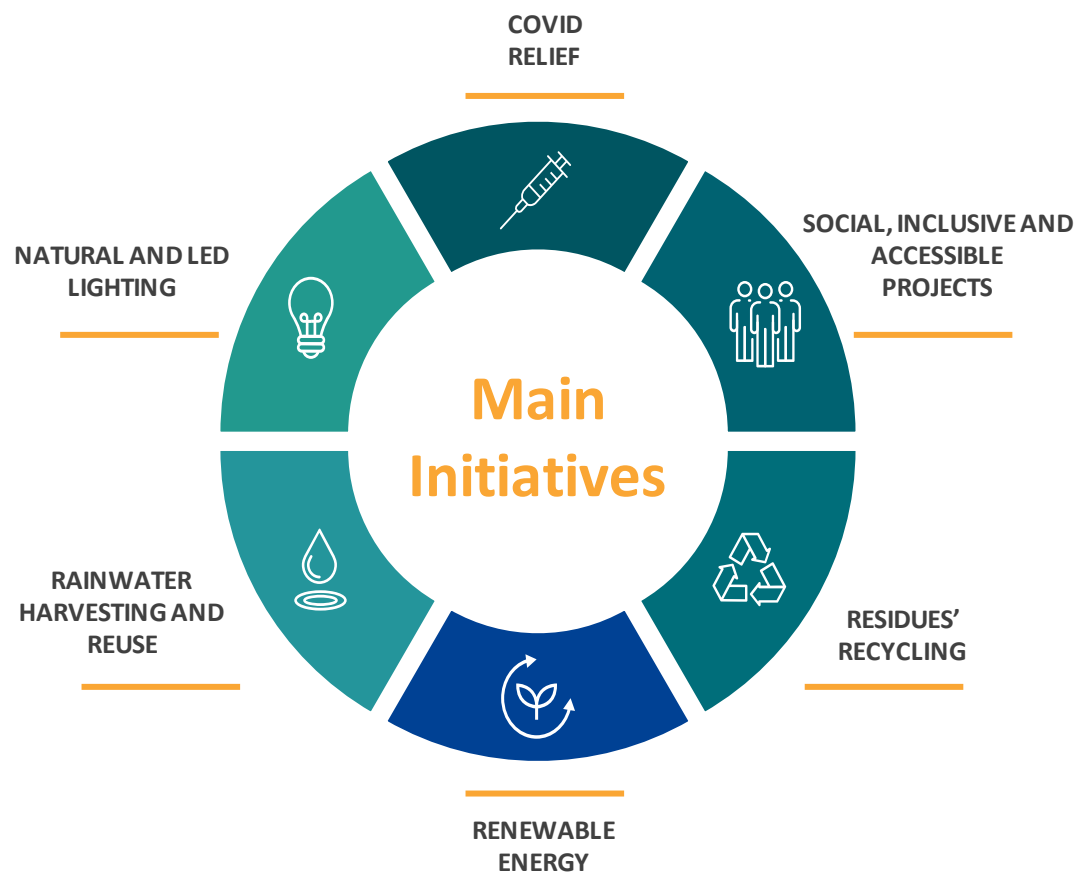 COVID
RELIEF
SOCIAL, INCLUSIVE AND
ACCESSIBLE
PROJECTS
NATURAL AND LED
LIGHTING
Main
Initiatives
RAINWATER
HARVESTING AND
REUSE
RESIDUES’
RECYCLING
RENEWABLE
ENERGY